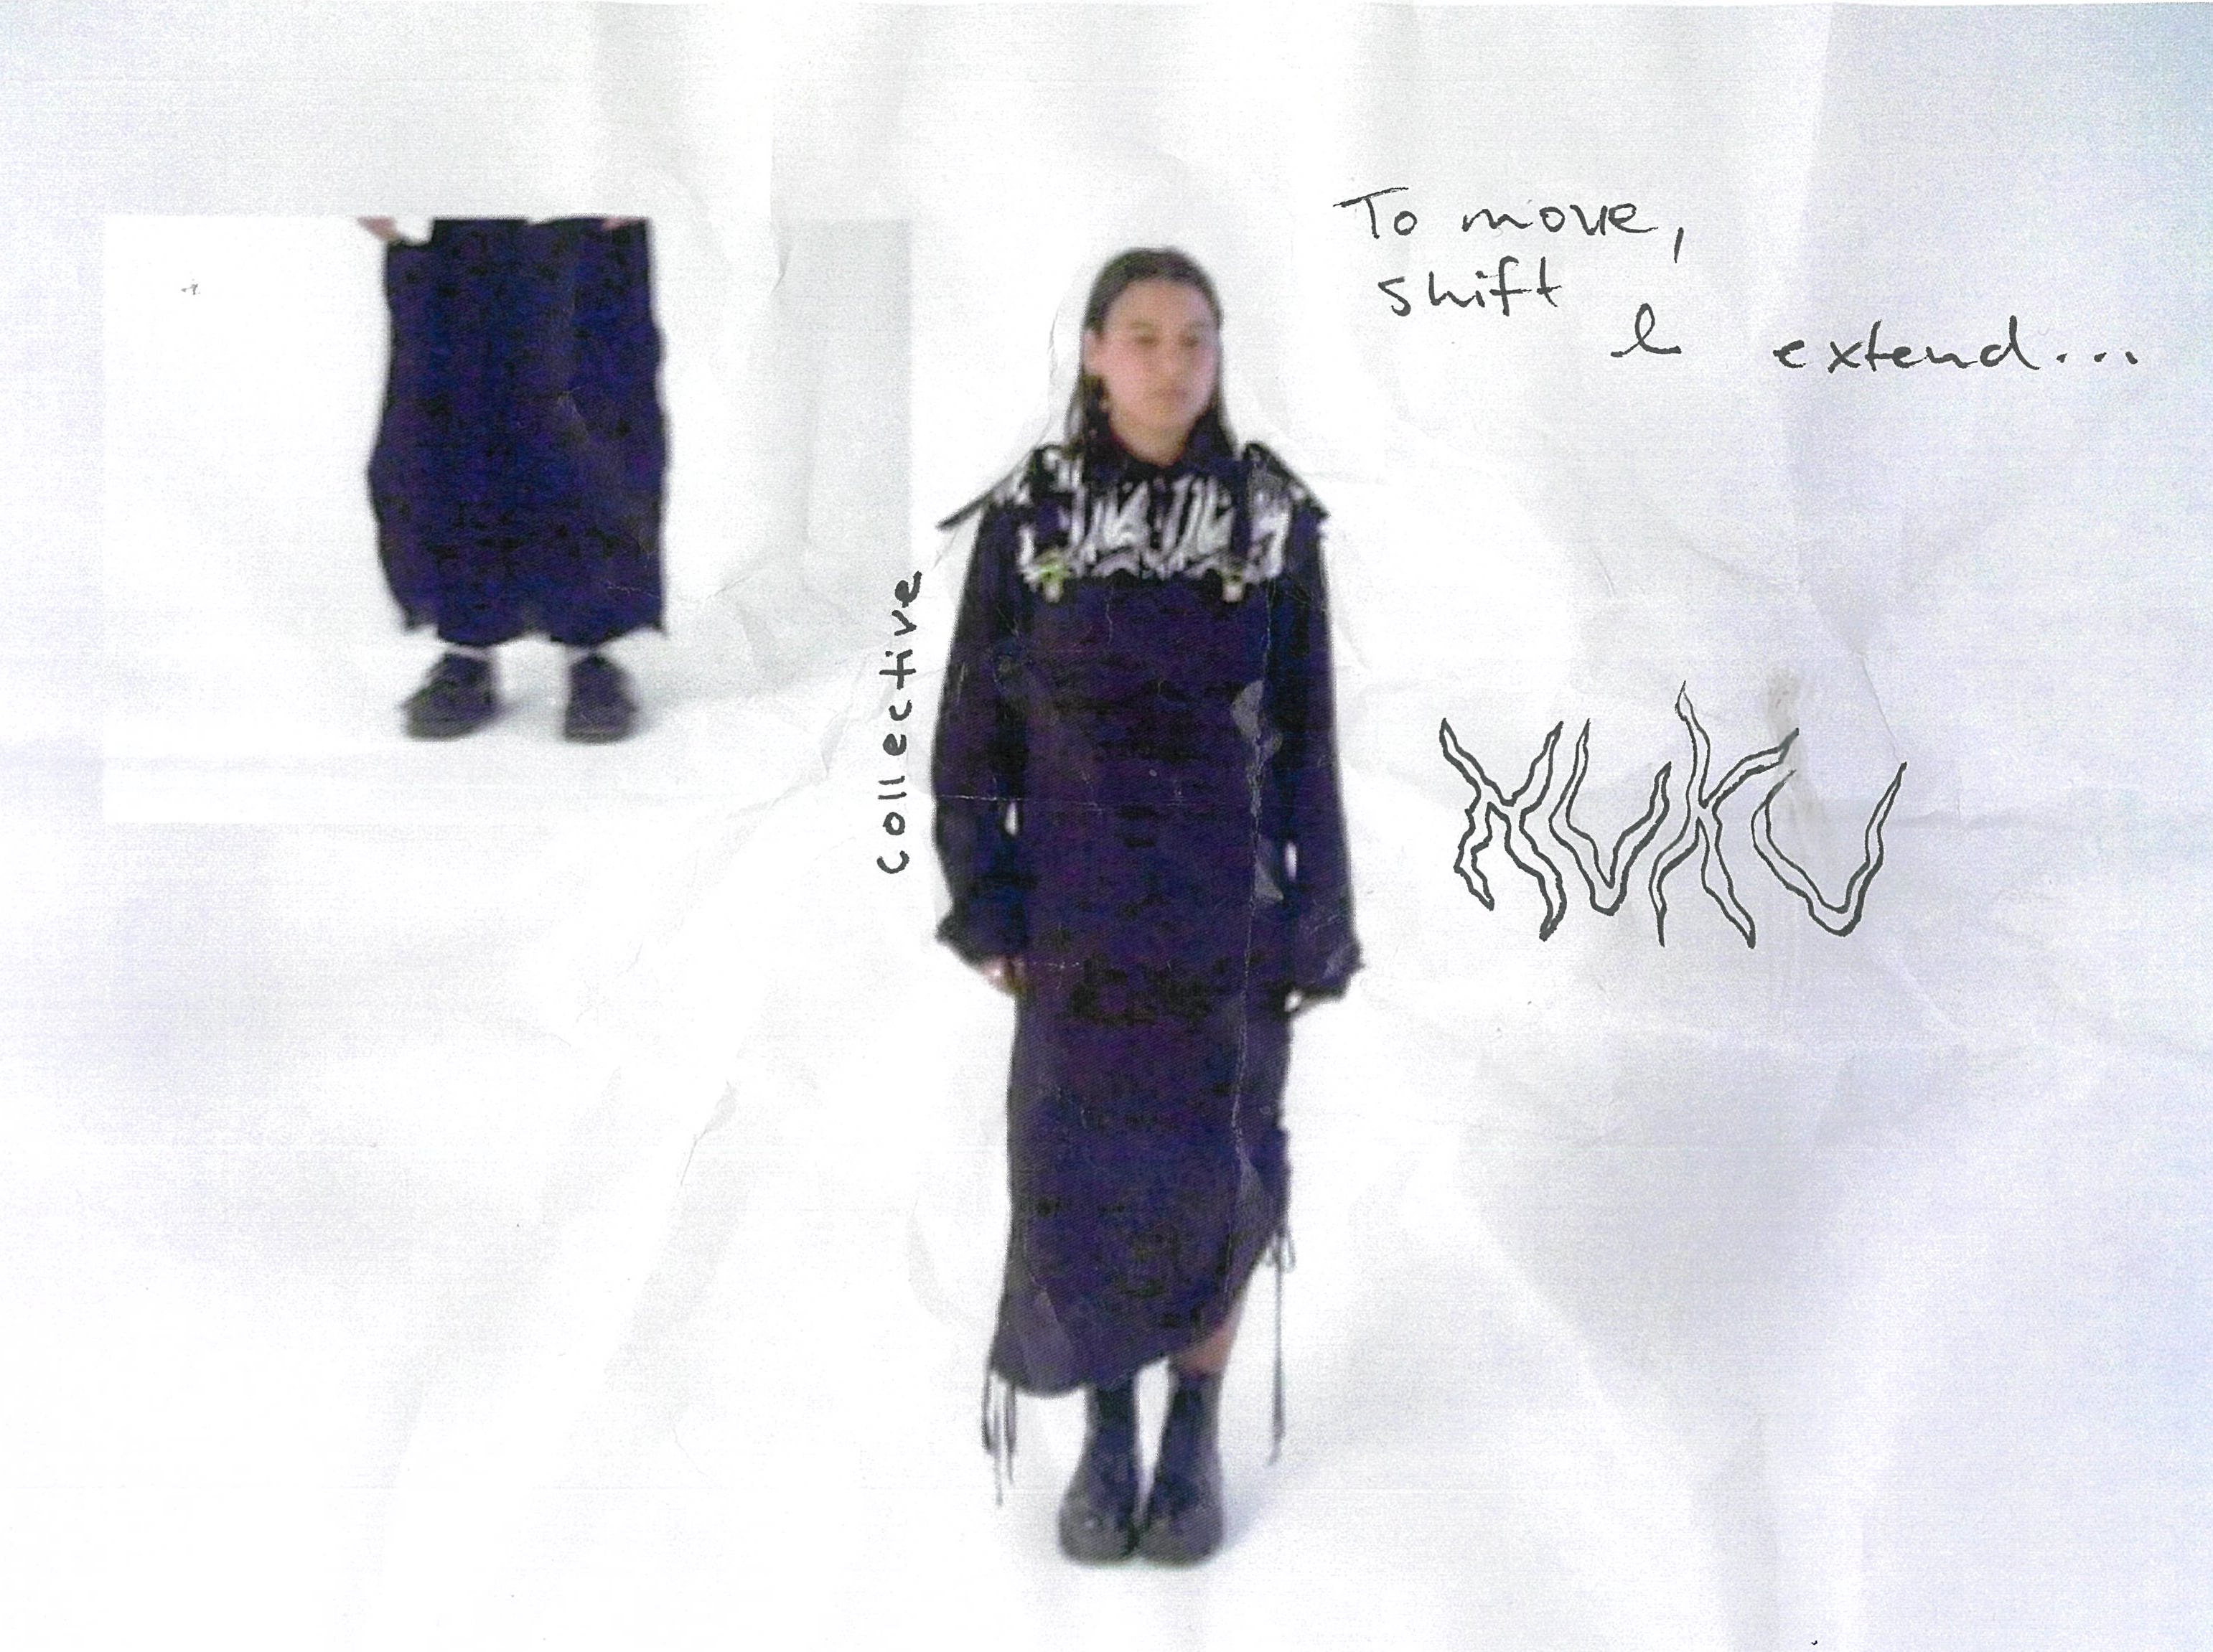 To move,
shift
& extend...
Collective
XUKU